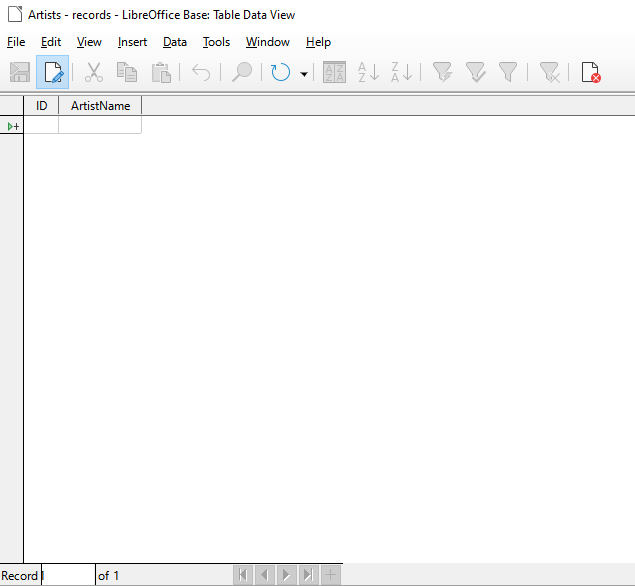 Artists - records - LibreOffice Base: Table Data View
File Edit View Insert Data Tools Window Help
A Z Z A A Z Z A
ID ArtistName
Record 1 of 1